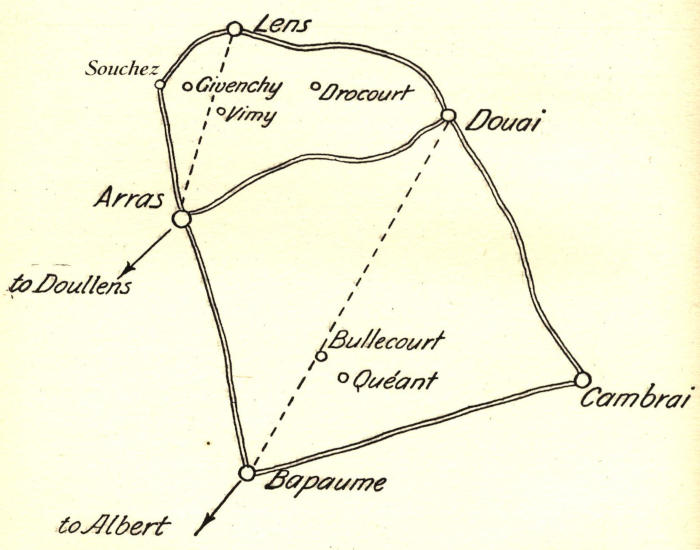 Lens
Souchez
Givenchy
Drocourt
Vimy
Douai
Arras
to Doullens
Bullecourt
Quéant
Cambrai
Bapaume
to Albert